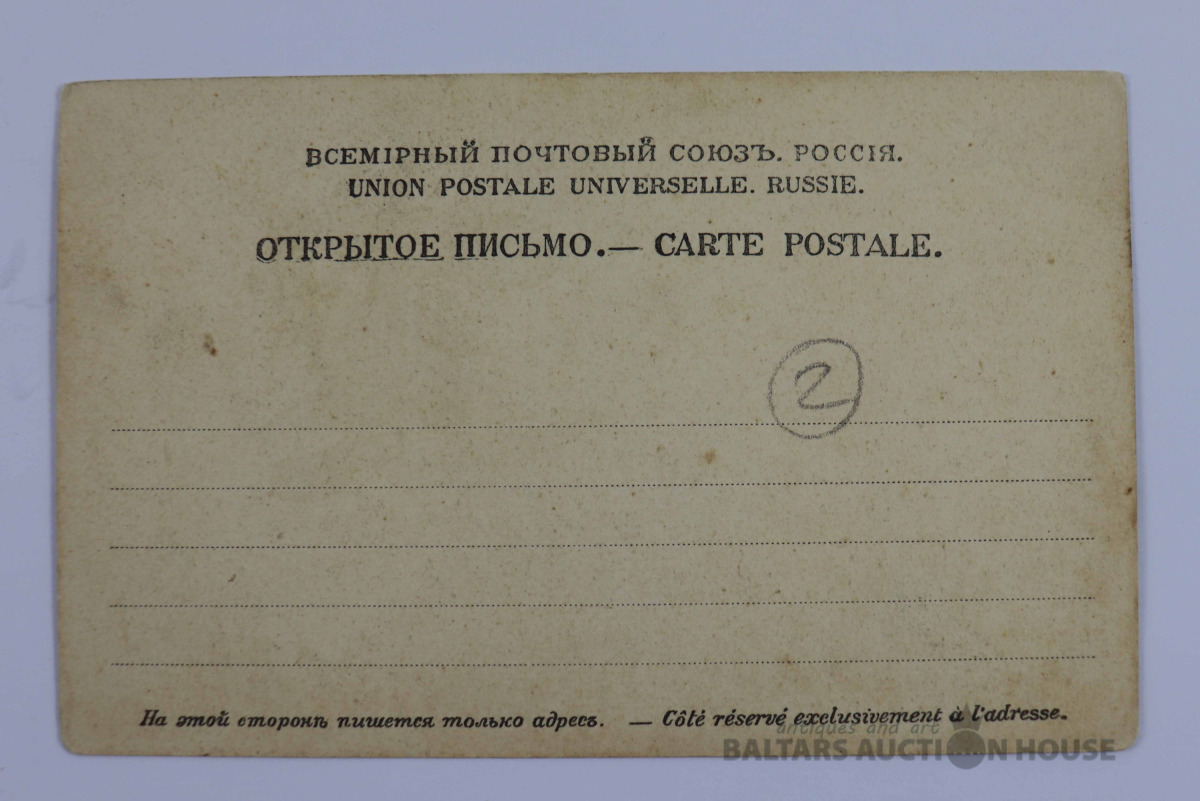 ВСЕМІРНЫЙ ПОЧТОВЫЙ СОЮЗЪ. РОССІЯ.
UNION POSTALE UNIVERSELLE. RUSSIE.
ОТКРЫТОЕ ПИСЬМО.— CARTE POSTALE.
2
На этой сторонѣ пишется только адресъ. — Côté réservé exclusivement à l'adresse.
antiques and art
BALTARS AUCTION HOUSE